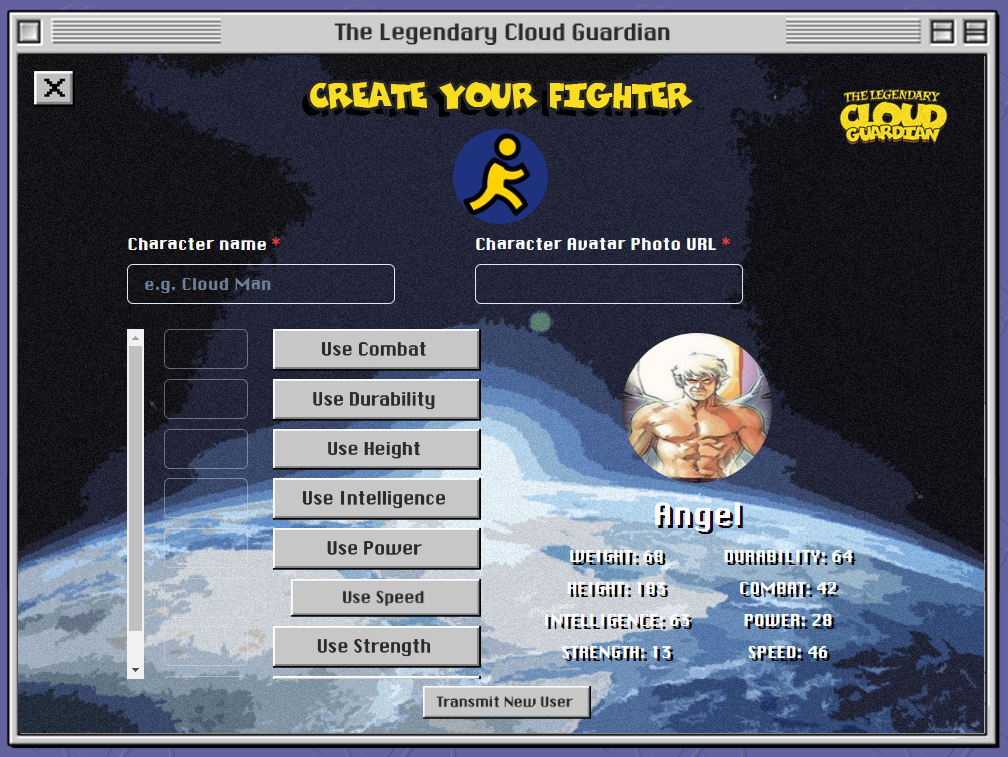 The Legendary Cloud Guardian
CREATE YOUR FIGHTER
THE LEGENDARY
CLOUD
GUARDIAN
Character name *
Character Avatar Photo URL *
e.g. Cloud Man
Use Combat
Use Durability
Use Height
Use Intelligence
Use Power
Use Speed
Use Strength
Angel
WEIGHT: 68
DURABILITY: 64
HEIGHT: 183
COMBAT: 42
INTELLIGENCE: 63
POWER: 28
STRENGTH: 13
SPEED: 46
Transmit New User